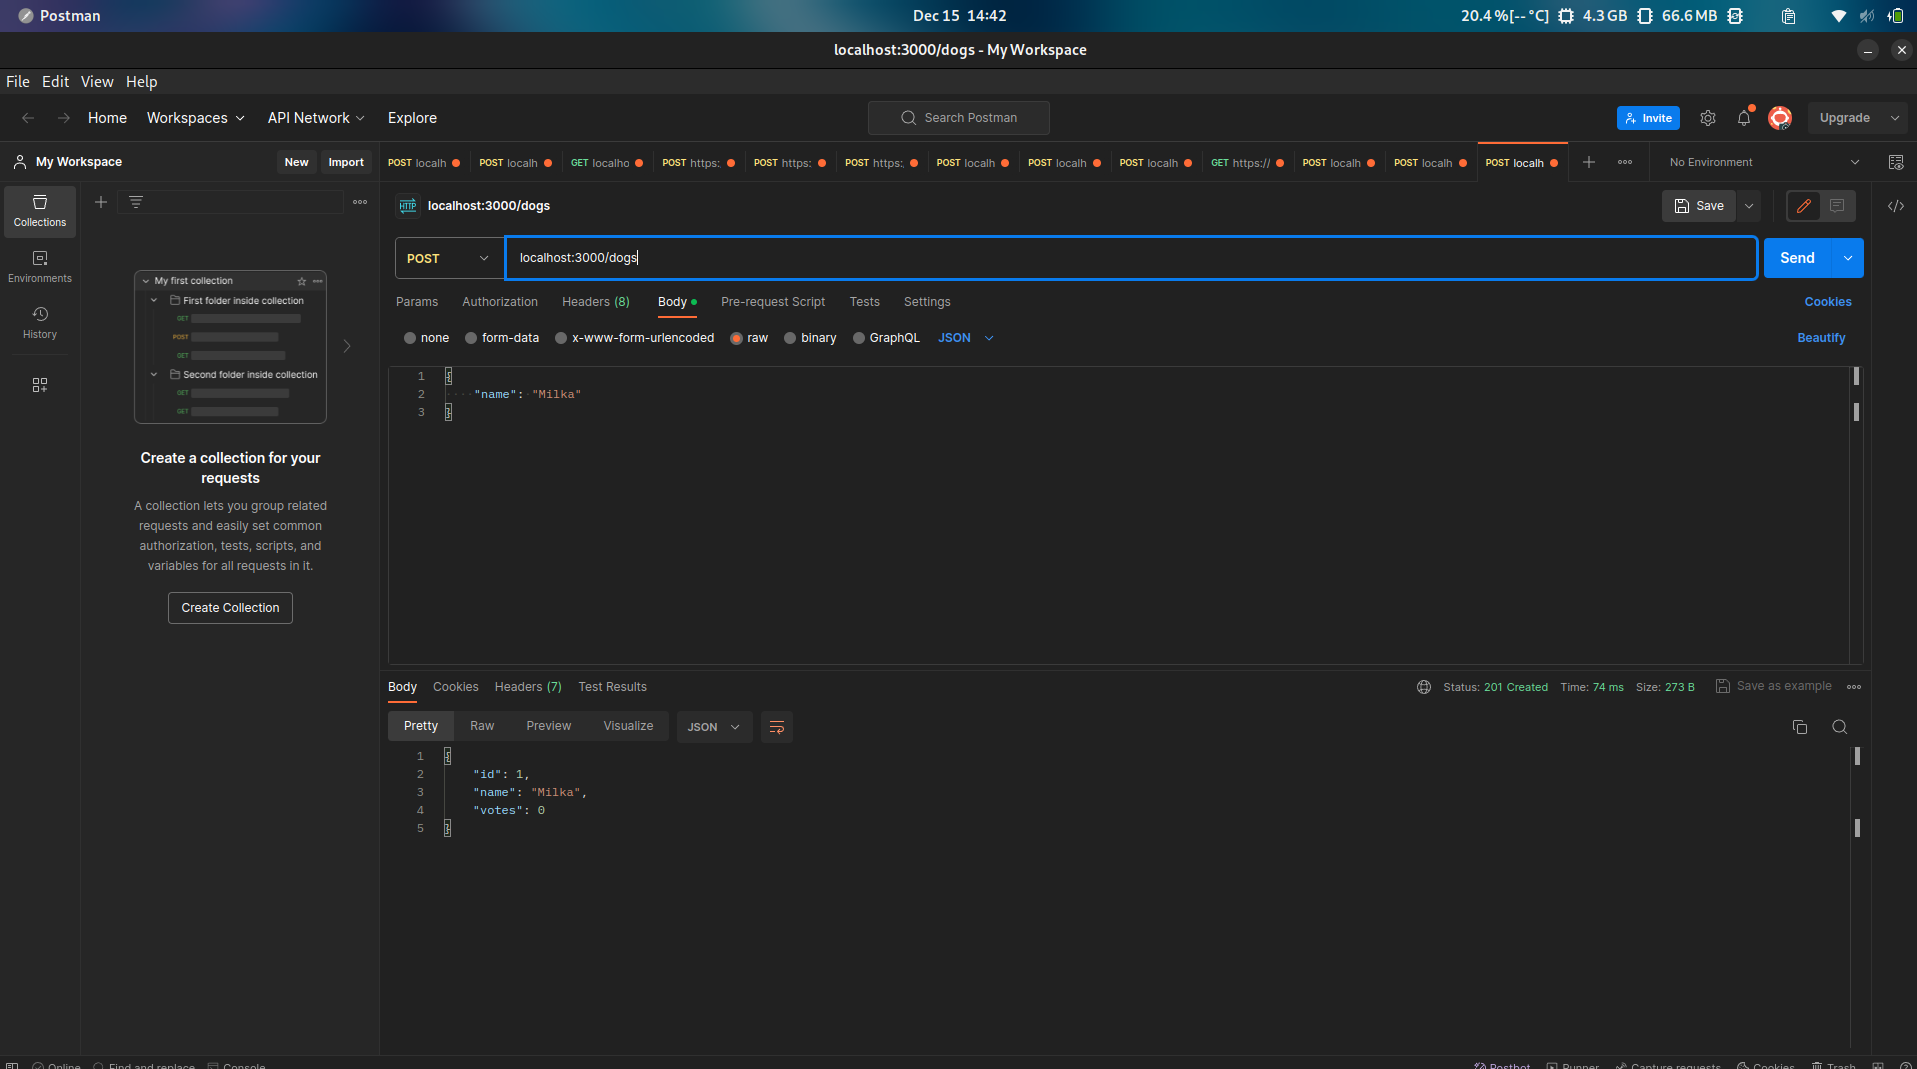 Postman
Dec 15 14:42
20.4 %[-- °C] 4.3 GB 66.6 MB
localhost:3000/dogs - My Workspace
File Edit View Help
Home Workspaces API Network Explore
Search Postman
Invite
Upgrade
My Workspace
New Import
POST localh
POST localh
GET localho
POST https:
POST https:
POST https:
POST localh
POST localh
POST localh
GET https://
POST localh
POST localh
POST localh
No Environment
Collections
Environments
History
HTTP localhost:3000/dogs
Save
POST localhost:3000/dogs
Send
Params Authorization Headers (8) Body Pre-request Script Tests Settings
Cookies
none form-data x-www-form-urlencoded raw binary GraphQL JSON
Beautify
1 {
2 "name": "Milka"
3 }
My first collection
First folder inside collection
GET
POST
GET
Second folder inside collection
GET
GET
Create a collection for your
requests
A collection lets you group related
requests and easily set common
authorization, tests, scripts, and
variables for all requests in it.
Create Collection
Body Cookies Headers (7) Test Results
Status: 201 Created Time: 74 ms Size: 273 B Save as example
Pretty Raw Preview Visualize JSON
1 {
2 "id": 1,
3 "name": "Milka",
4 "votes": 0
5 }
Online Find and replace Console
Postbot Runner Capture requests Cookies Trash